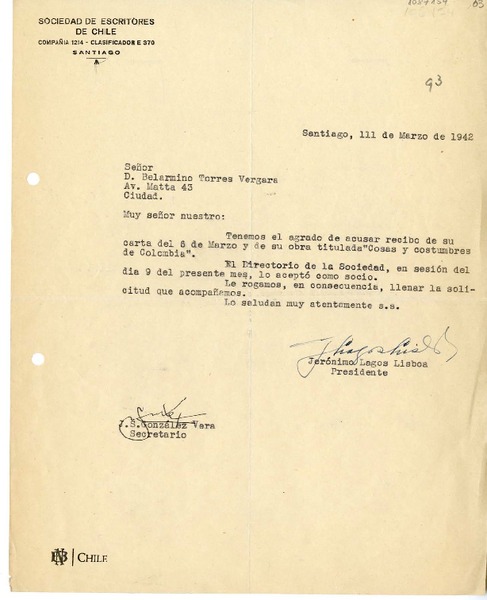 SOCIEDAD DE ESCRITORES
DE CHILE
COMPAÑIA 1214 - CLASIFICADOR E 370
SANTIAGO
93
Santiago, 111 de Marzo de 1942
Señor
D. Belarmino Torres Vergara
Av. Matta 43
Ciudad.
Muy señor nuestro:
Tenemos el agrado de acusar recibo de su
carta del 6 de Marzo y de su obra titulada"Cosas y costumbres
de Colombia".
El Directorio de la Sociedad, en sesión del
dia 9 del presente mes, lo aceptó como socio.
Le rogamos, en consecuencia, llenar la soli-
citud que acompañamos.
Lo saludan muy atentamente s.s.
Jerónimo Lagos Lisboa
Presidente
J.S.González Vera
Secretario
BN CHILE